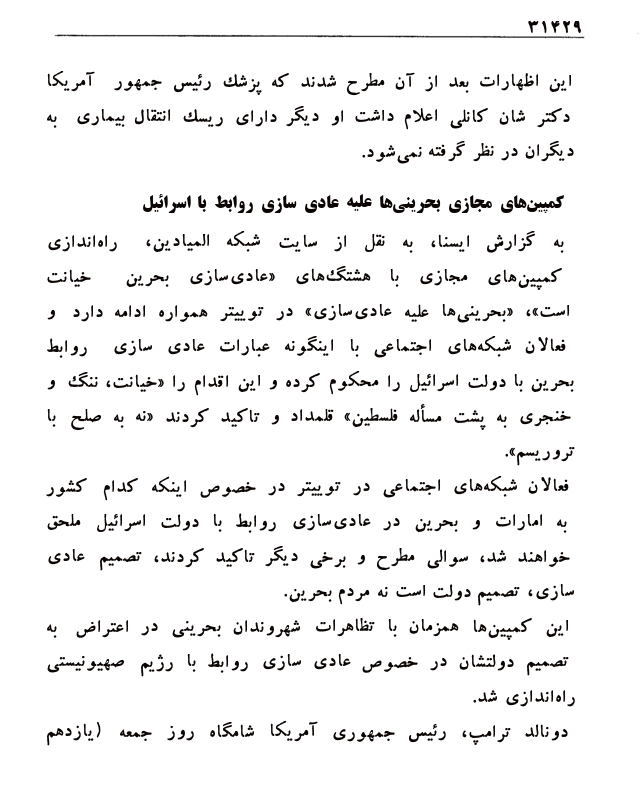 ۳۱۴۲۹
این اظهارات بعد از آن مطرح شدند که پزشك رئیس جمهور آمریکا
دکتر شان کانلی اعلام داشت او دیگر دارای ریسك انتقال بیماری به
دیگران در نظر گرفته نمی‌شود.
کمپین‌های مجازی بحرینی‌ها علیه عادی سازی روابط با اسرائیل
به گزارش ایسنا، به نقل از سایت شبکه المیادین، راه‌اندازی
کمپین‌های مجازی با هشتگ‌های «عادی‌سازی بحرین خیانت
است»، «بحرینی‌ها علیه عادی‌سازی» در توییتر همواره ادامه دارد و
فعالان شبکه‌های اجتماعی با اینگونه عبارات عادی سازی روابط
بحرین با دولت اسرائیل را محکوم کرده و این اقدام را «خیانت، ننگ و
خنجری به پشت مسأله فلسطین» قلمداد و تاکید کردند «نه به صلح با
تروریسم».
فعالان شبکه‌های اجتماعی در توییتر در خصوص اینکه کدام کشور
به امارات و بحرین در عادی‌سازی روابط با دولت اسرائیل ملحق
خواهند شد، سوالی مطرح و برخی دیگر تاکید کردند، تصمیم عادی
سازی، تصمیم دولت است نه مردم بحرین.
این کمپین‌ها همزمان با تظاهرات شهروندان بحرینی در اعتراض به
تصمیم دولتشان در خصوص عادی سازی روابط با رژیم صهیونیستی
راه‌اندازی شد.
دونالد ترامپ، رئیس جمهوری آمریکا شامگاه روز جمعه (یازدهم